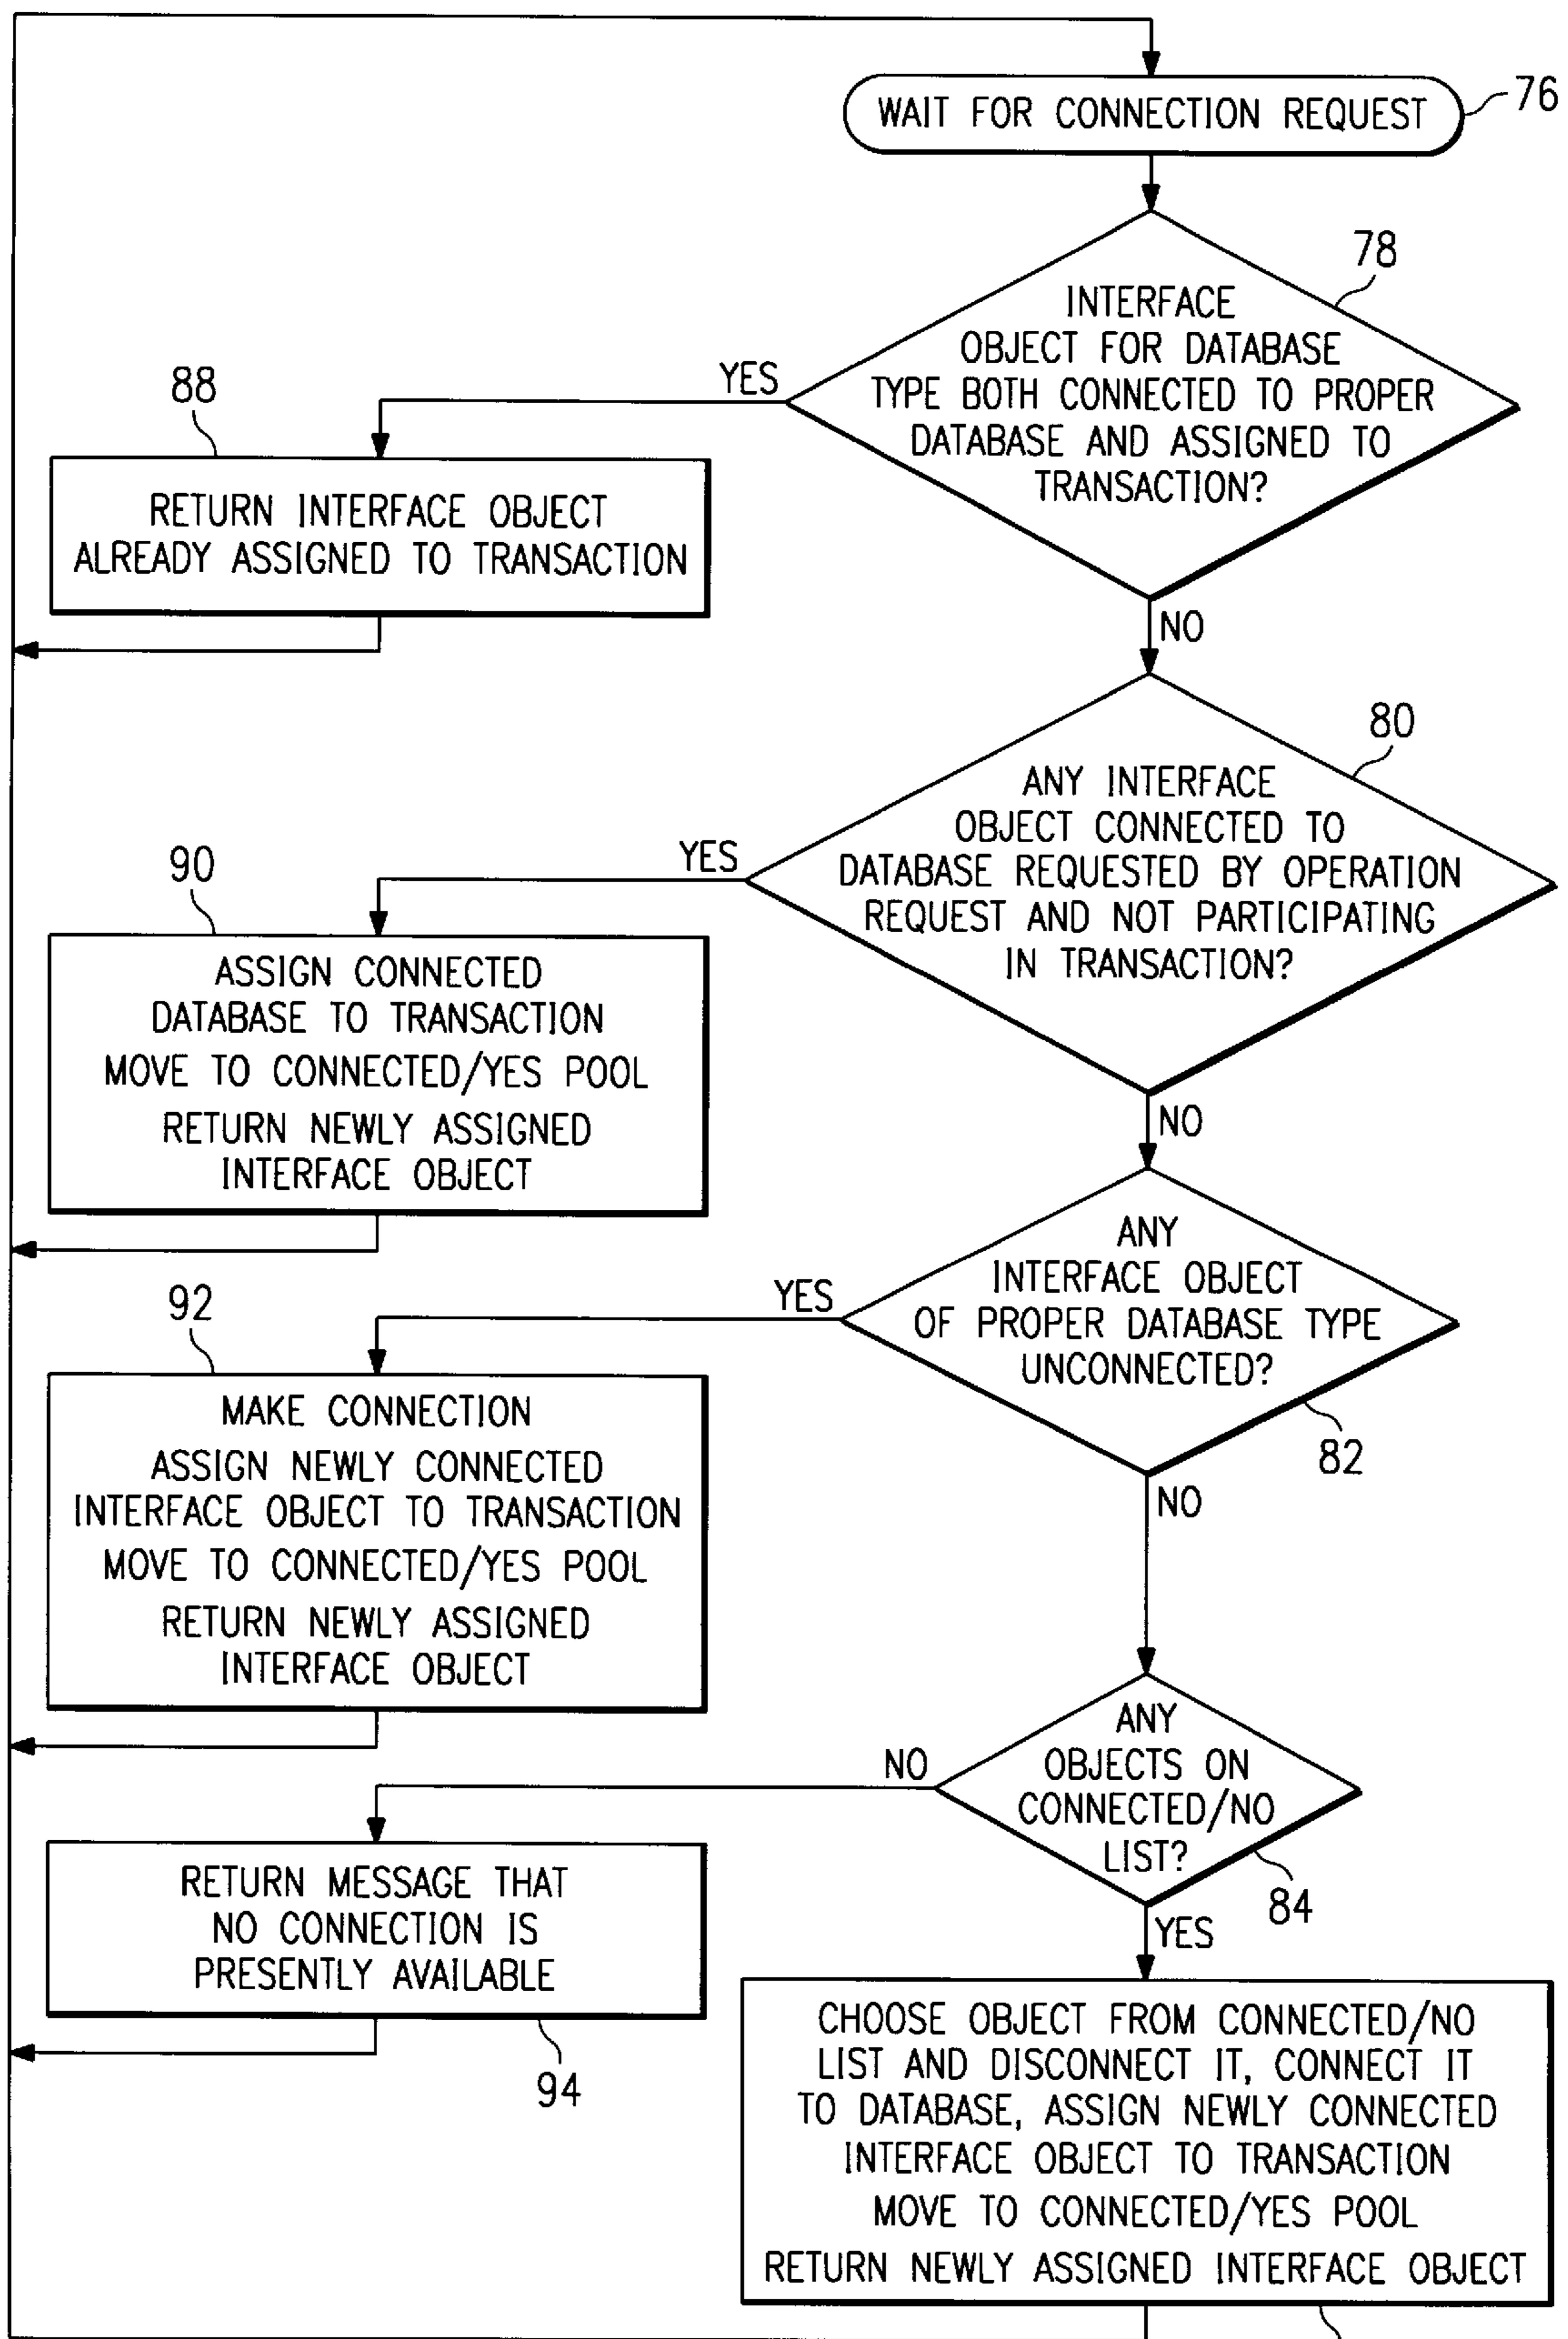 WAIT FOR CONNECTION REQUEST
76
78
INTERFACE
OBJECT FOR DATABASE
TYPE BOTH CONNECTED TO PROPER
DATABASE AND ASSIGNED TO
TRANSACTION?
YES
88
RETURN INTERFACE OBJECT
ALREADY ASSIGNED TO TRANSACTION
NO
80
ANY INTERFACE
OBJECT CONNECTED TO
DATABASE REQUESTED BY OPERATION
REQUEST AND NOT PARTICIPATING
IN TRANSACTION?
YES
90
ASSIGN CONNECTED
DATABASE TO TRANSACTION
MOVE TO CONNECTED/YES POOL
RETURN NEWLY ASSIGNED
INTERFACE OBJECT
NO
ANY
INTERFACE OBJECT
OF PROPER DATABASE TYPE
UNCONNECTED?
82
YES
92
MAKE CONNECTION
ASSIGN NEWLY CONNECTED
INTERFACE OBJECT TO TRANSACTION
MOVE TO CONNECTED/YES POOL
RETURN NEWLY ASSIGNED
INTERFACE OBJECT
NO
ANY
OBJECTS ON
CONNECTED/NO
LIST?
84
NO
RETURN MESSAGE THAT
NO CONNECTION IS
PRESENTLY AVAILABLE
94
YES
CHOOSE OBJECT FROM CONNECTED/NO
LIST AND DISCONNECT IT, CONNECT IT
TO DATABASE, ASSIGN NEWLY CONNECTED
INTERFACE OBJECT TO TRANSACTION
MOVE TO CONNECTED/YES POOL
RETURN NEWLY ASSIGNED INTERFACE OBJECT